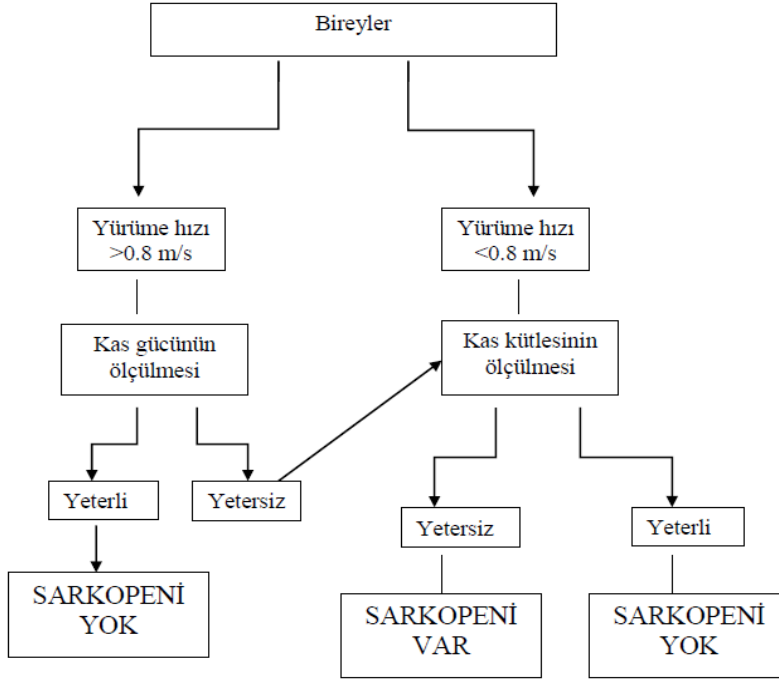 Bireyler
Yürüme hızı
>0.8 m/s
Yürüme hızı
<0.8 m/s
Kas gücünün
ölçülmesi
Kas kütlesinin
ölçülmesi
Yeterli
Yetersiz
Yetersiz
Yeterli
SARKOPENİ
YOK
SARKOPENİ
VAR
SARKOPENİ
YOK